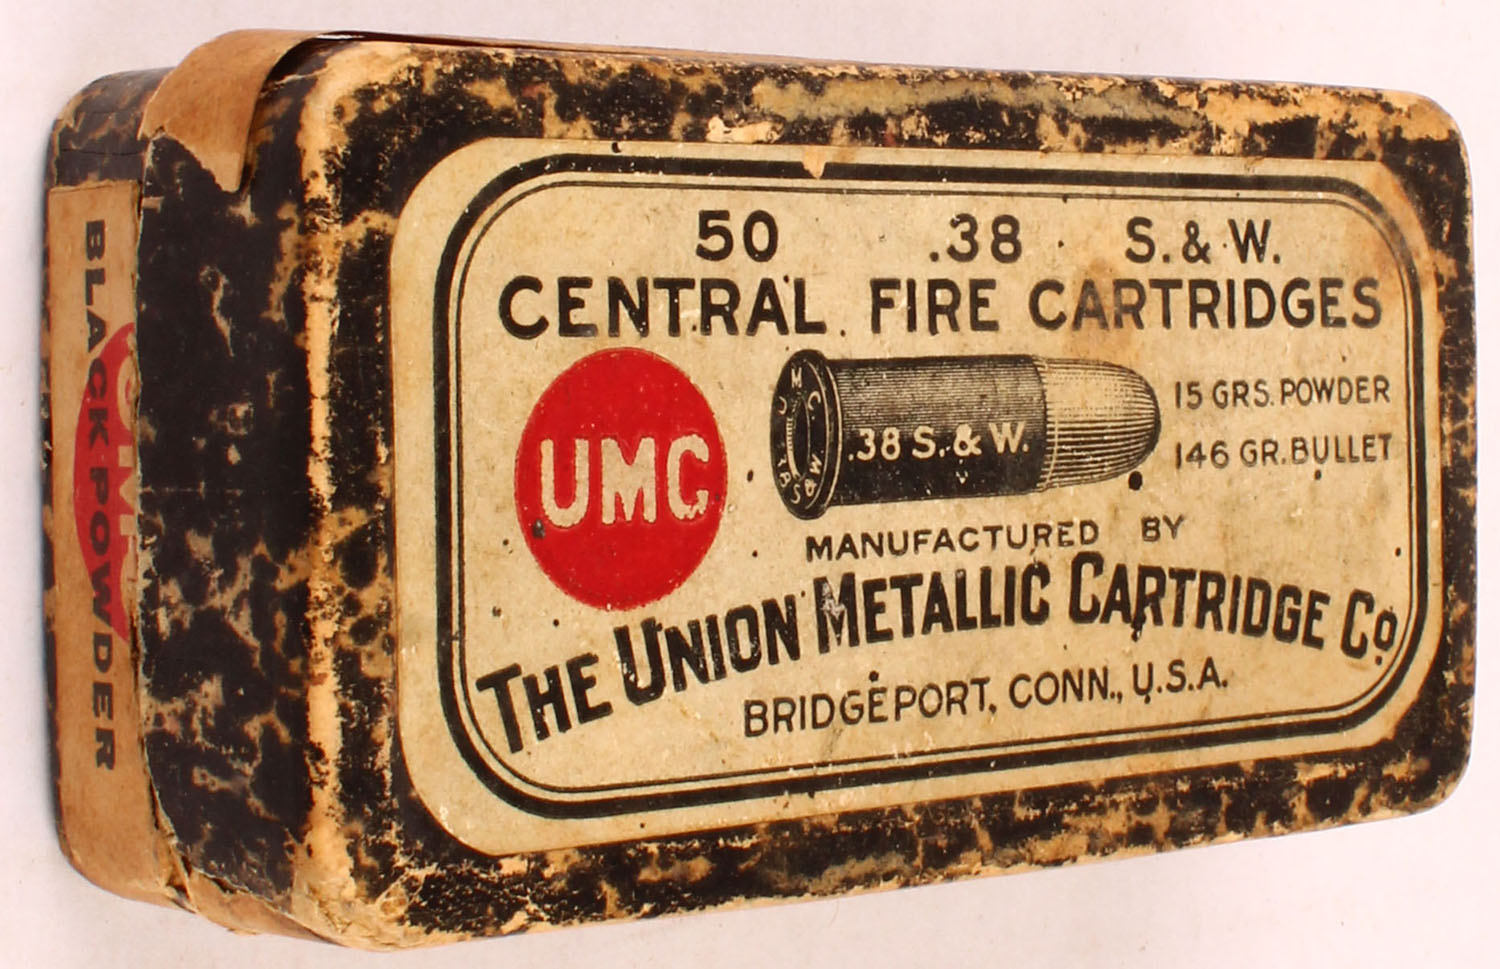 50 .38 S. & W.
CENTRAL FIRE CARTRIDGES
UMC
.38 S. & W.
15 GRS. POWDER
146 GR. BULLET
MANUFACTURED BY
THE UNION METALLIC CARTRIDGE CO.
BRIDGEPORT, CONN., U.S.A.
BLACK POWDER